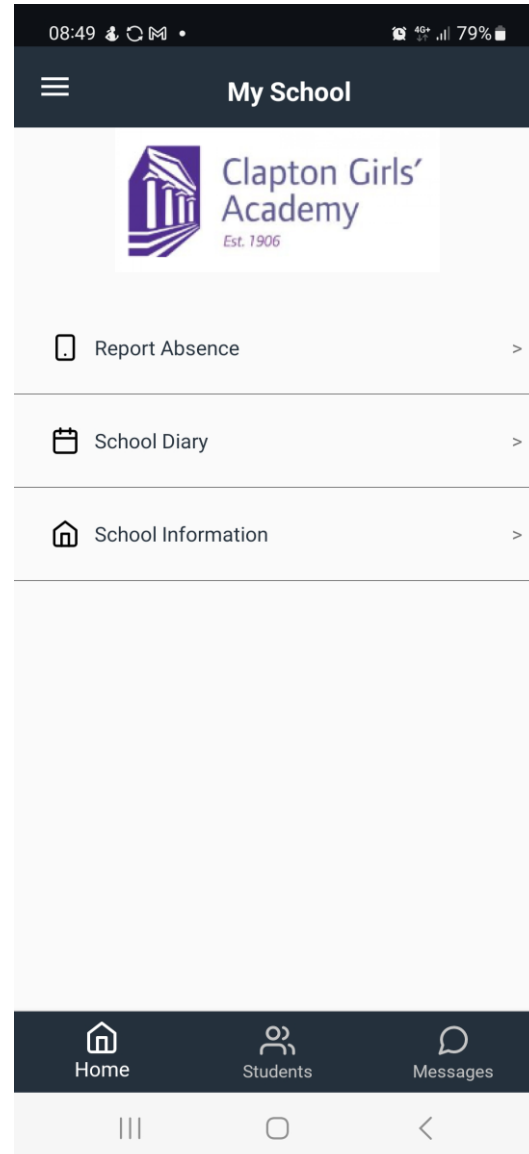 08:49
4G+ 79%
My School
Clapton Girls'
Academy
Est. 1906
Report Absence >
School Diary >
School Information >
Home Students Messages